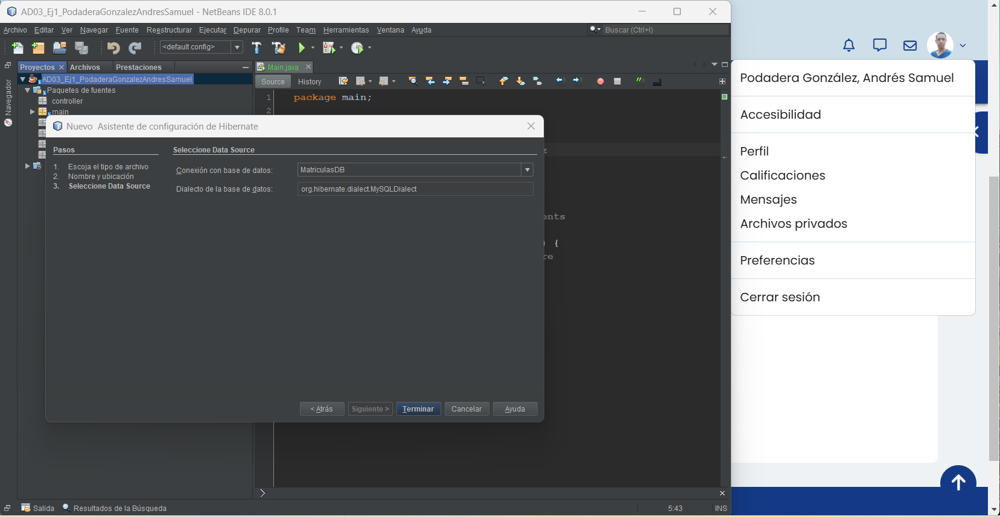 AD03_Ej1_PodaderaGonzalezAndresSamuel - NetBeans IDE 8.0.1
Archivo Editar Ver Navegar Fuente Reestructurar Ejecutar Depurar Profile Team Herramientas Ventana Ayuda
Buscar (Ctrl+I)
<default config>
Proyectos Archivos Prestaciones
Main.java
Navegador
AD03_Ej1_PodaderaGonzalezAndresSamuel
Paquetes de fuentes
controller
main
Source History
1 package main;
2
Nuevo Asistente de configuración de Hibernate
Pasos
1. Escoja el tipo de archivo
2. Nombre y ubicación
3. Seleccione Data Source
Seleccione Data Source
Conexión con base de datos: MatriculasDB
Dialecto de la base de datos: org.hibernate.dialect.MySQLDialect
z
ents
) {
re
< Atrás Siguiente > Terminar Cancelar Ayuda
Salida Resultados de la Búsqueda
5:43 INS
Podadera González, Andrés Samuel
Accesibilidad
Perfil
Calificaciones
Mensajes
Archivos privados
Preferencias
Cerrar sesión